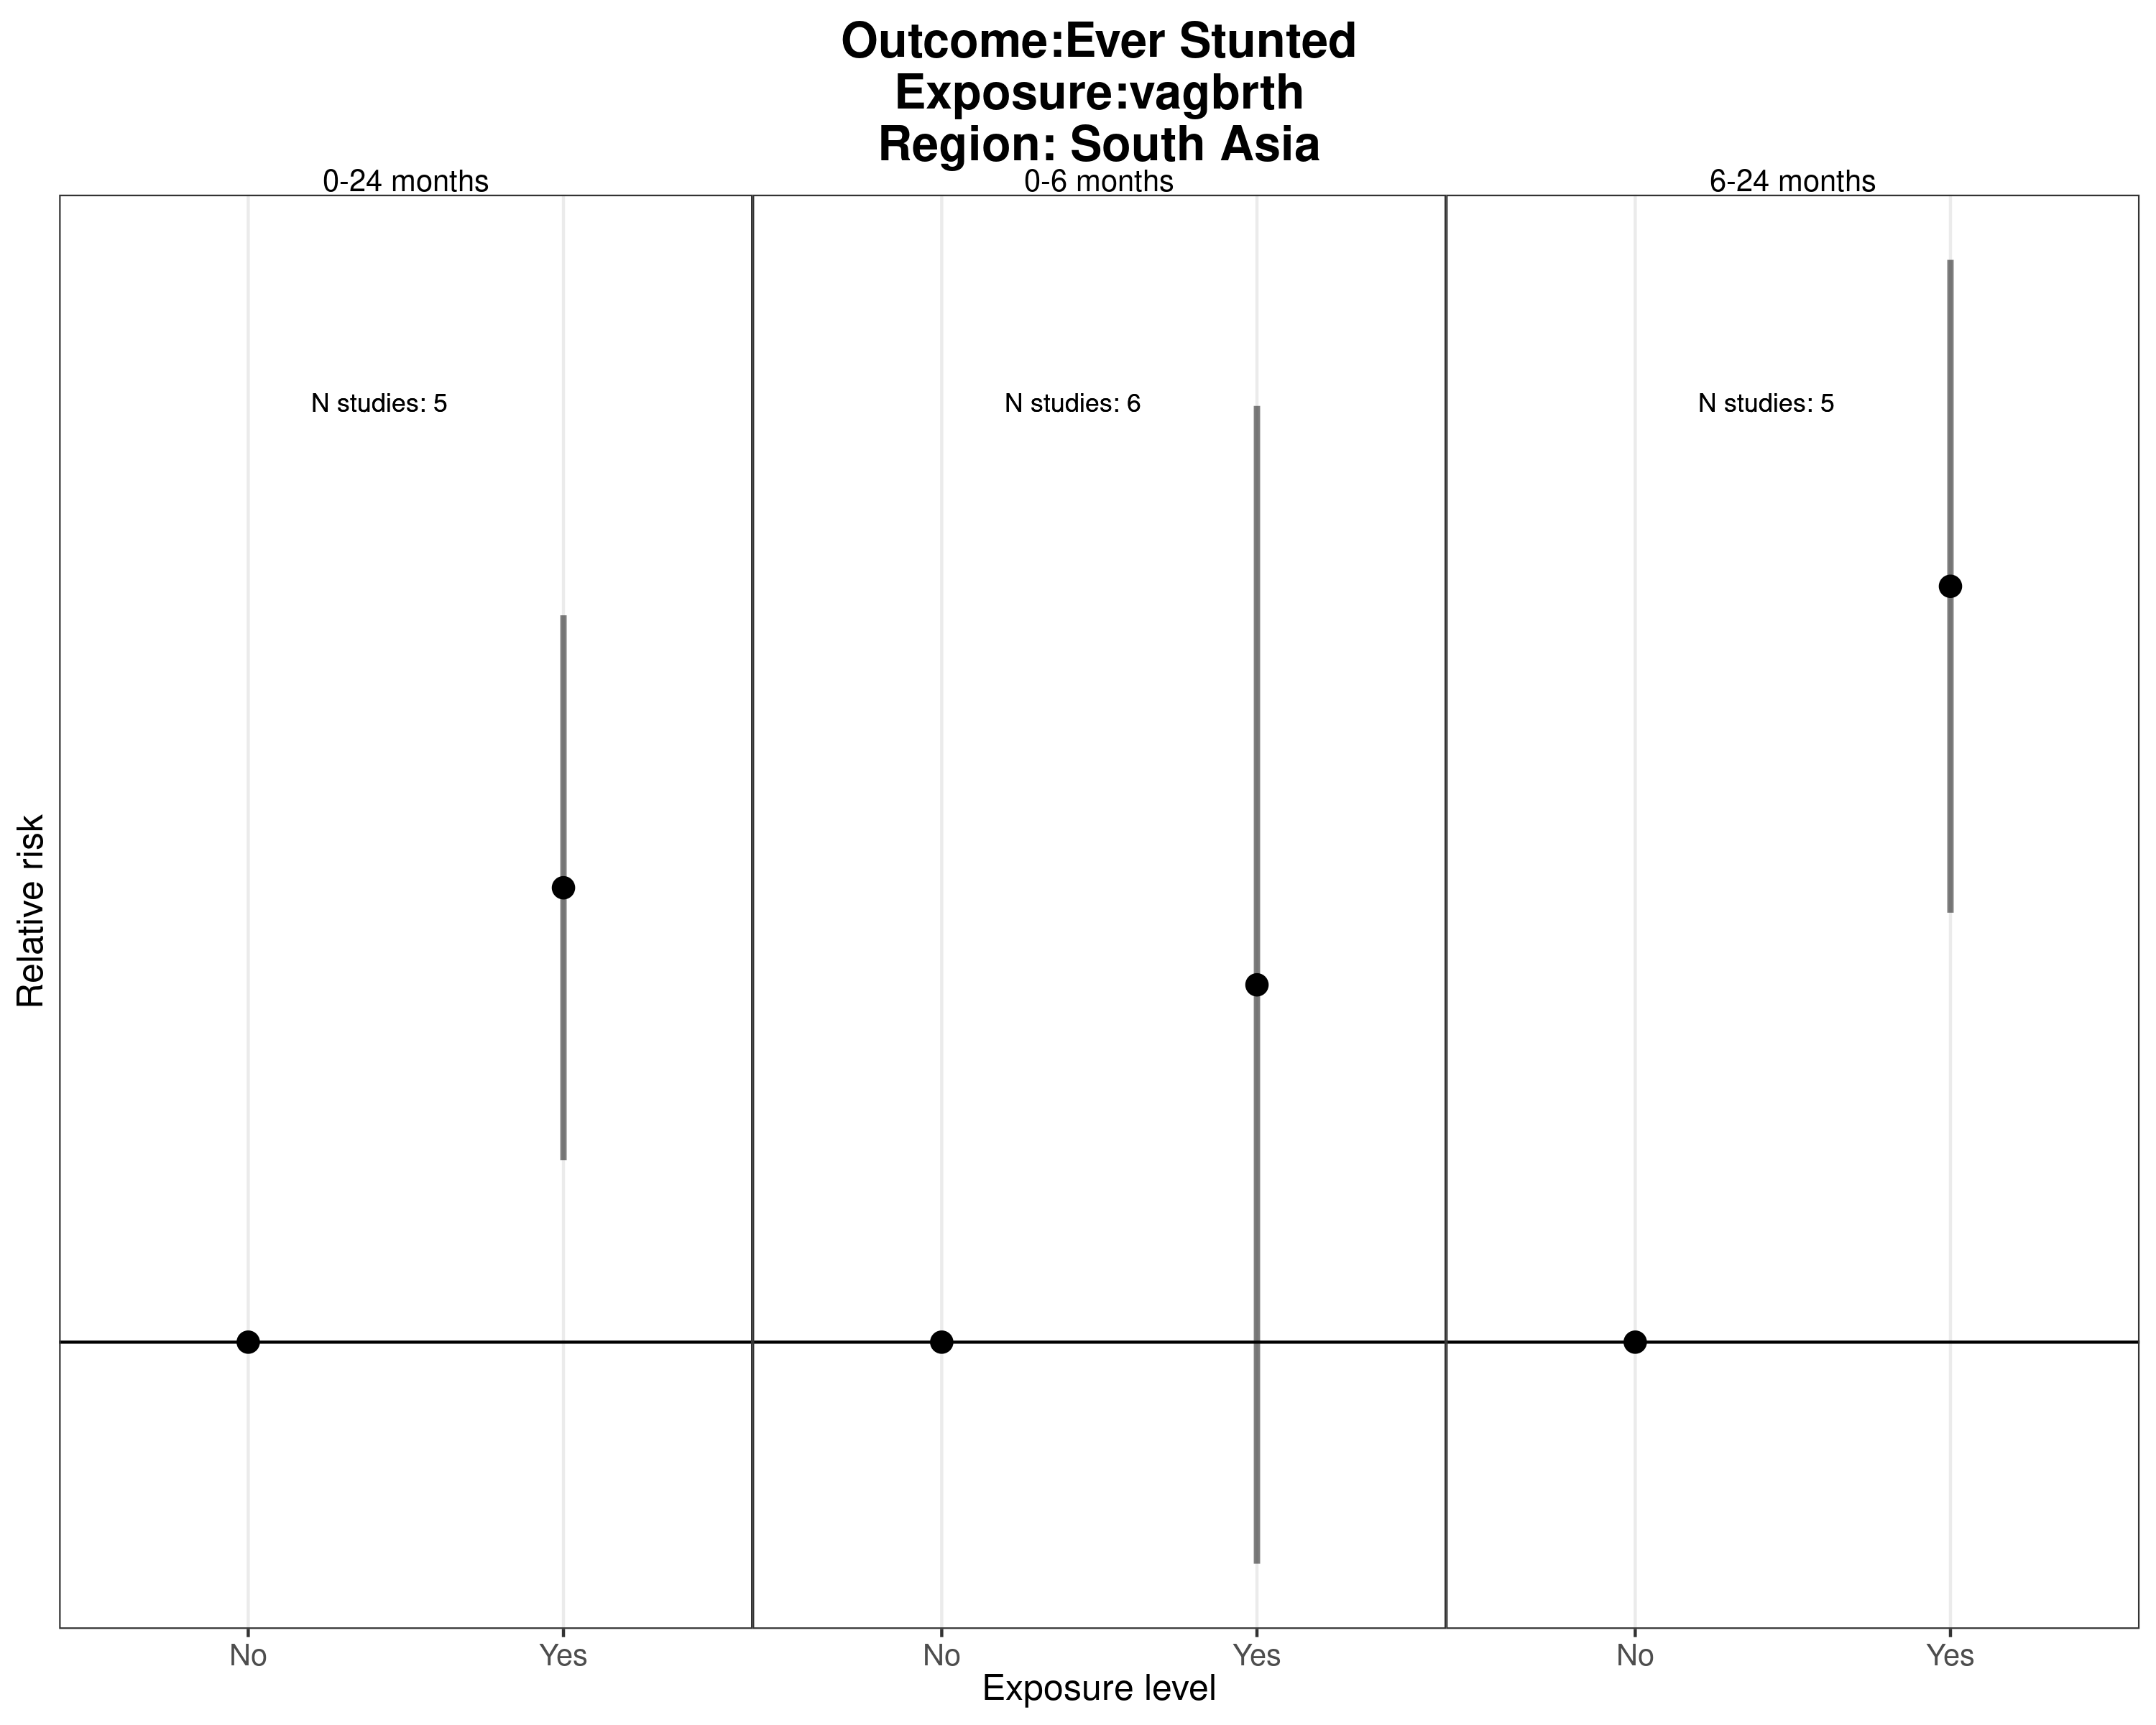 Outcome:Ever Stunted
Exposure:vagbrth
Region: South Asia
0-24 months
0-6 months
6-24 months
N studies: 5
N studies: 6
N studies: 5
Relative risk
No
Yes
No
Yes
No
Yes
Exposure level